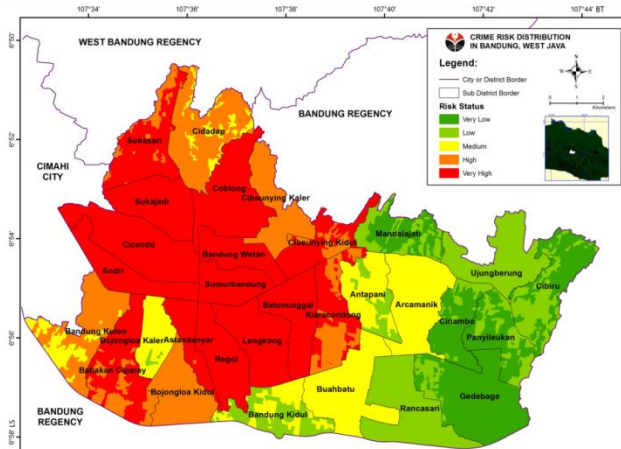 107°34'
107°36'
107°38'
107°40'
107°42'
107°44' BT
6°50'
6°52'
6°54'
6°56'
6°58' LS
WEST BANDUNG REGENCY
BANDUNG REGENCY
CIMAHI
CITY
BANDUNG
REGENCY
CRIME RISK DISTRIBUTION
IN BANDUNG, WEST JAVA
Legend:
City or District Border
Sub District Border
Risk Status
Very Low
Low
Medium
High
Very High
N
W
E
S
0
1
2
Kilometers
Sukasari
Cidadap
Coblong
Cibeunying Kaler
Sukajadi
Cicendo
Bandung Wetan
Cibeunying Kidul
Mandalajati
Ujungberung
Cibiru
Andir
Sumurbandung
Batununggal
Kiaracondong
Antapani
Arcamanik
Cinambo
Panyileukan
Bandung Kulon
Bojongloa Kaler
Astanaanyar
Lengkong
Regol
Babakan Ciparay
Bojongloa Kidul
Bandung Kidul
Buahbatu
Rancasari
Gedebage